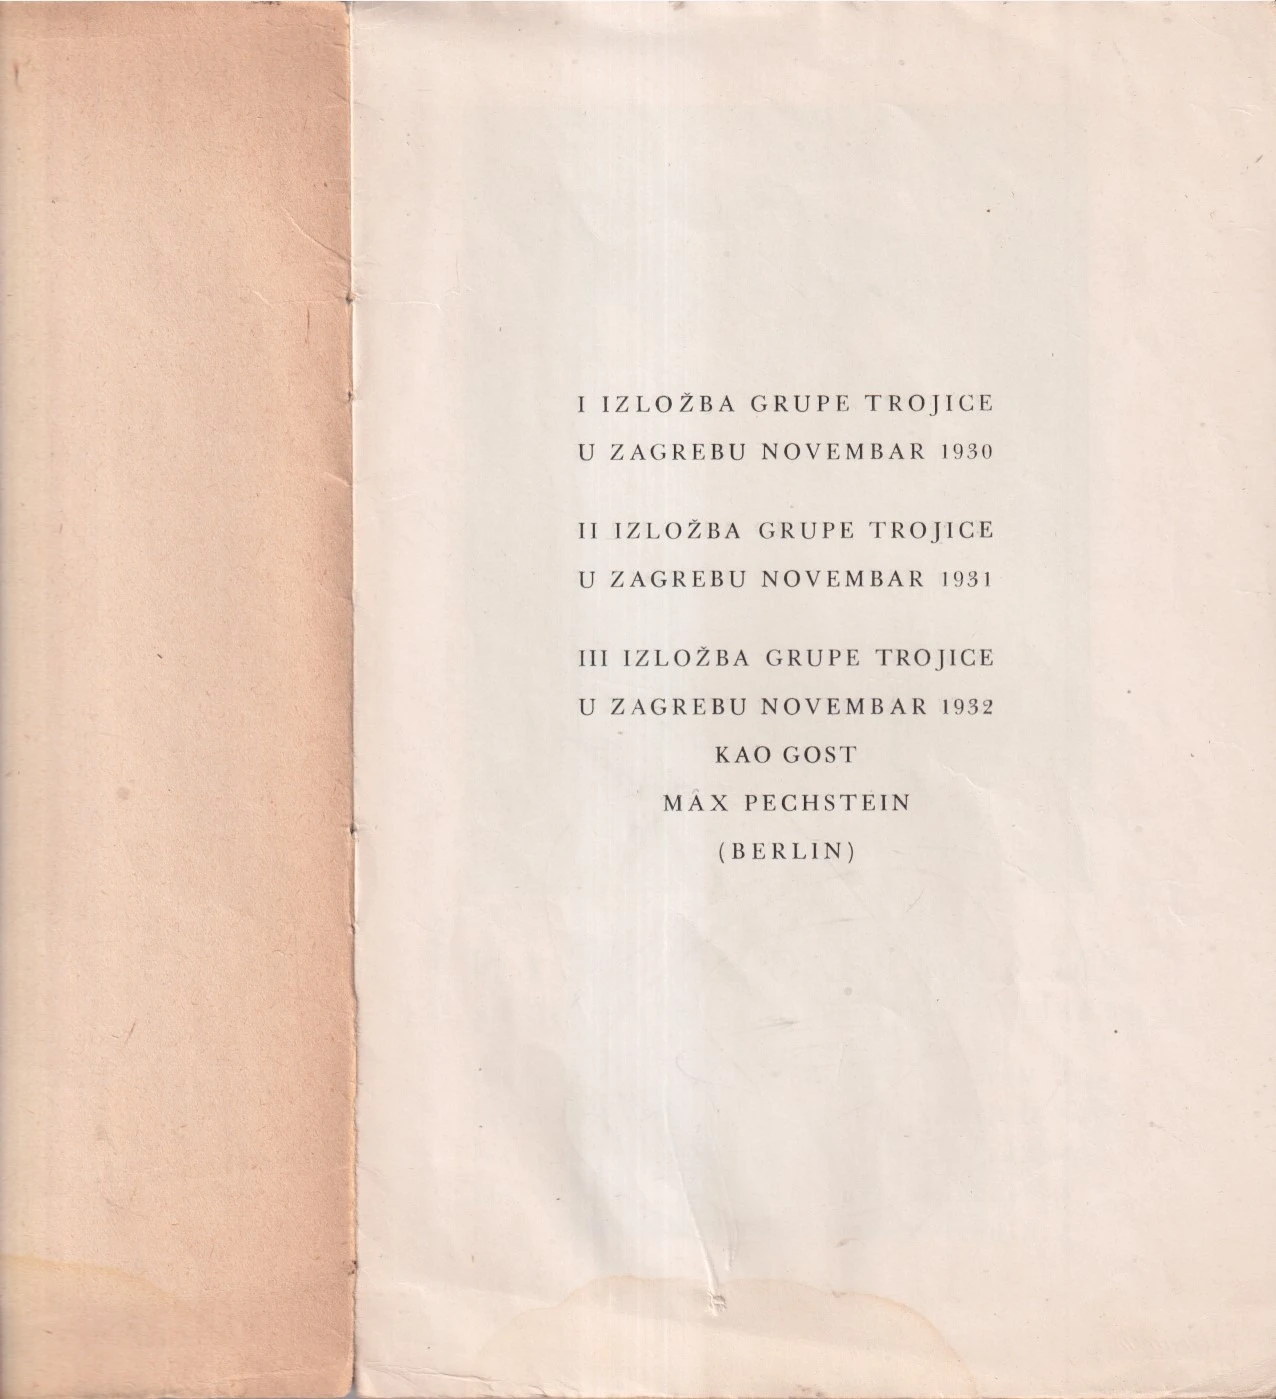 I IZLOŽBA GRUPE TROJICE
U ZAGREBU NOVEMBAR 1930
II IZLOŽBA GRUPE TROJICE
U ZAGREBU NOVEMBAR 1931
III IZLOŽBA GRUPE TROJICE
U ZAGREBU NOVEMBAR 1932
KAO GOST
MAX PECHSTEIN
(BERLIN)